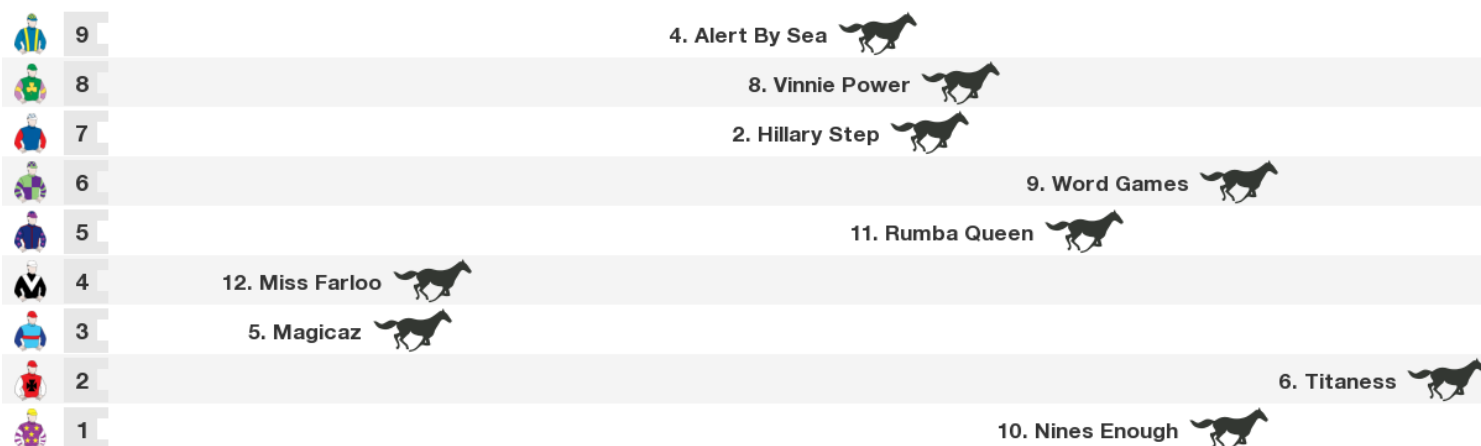 9 4. Alert By Sea
8 8. Vinnie Power
7 2. Hillary Step
6 9. Word Games
5 11. Rumba Queen
4 12. Miss Farloo
3 5. Magicaz
2 6. Titaness
1 10. Nines Enough